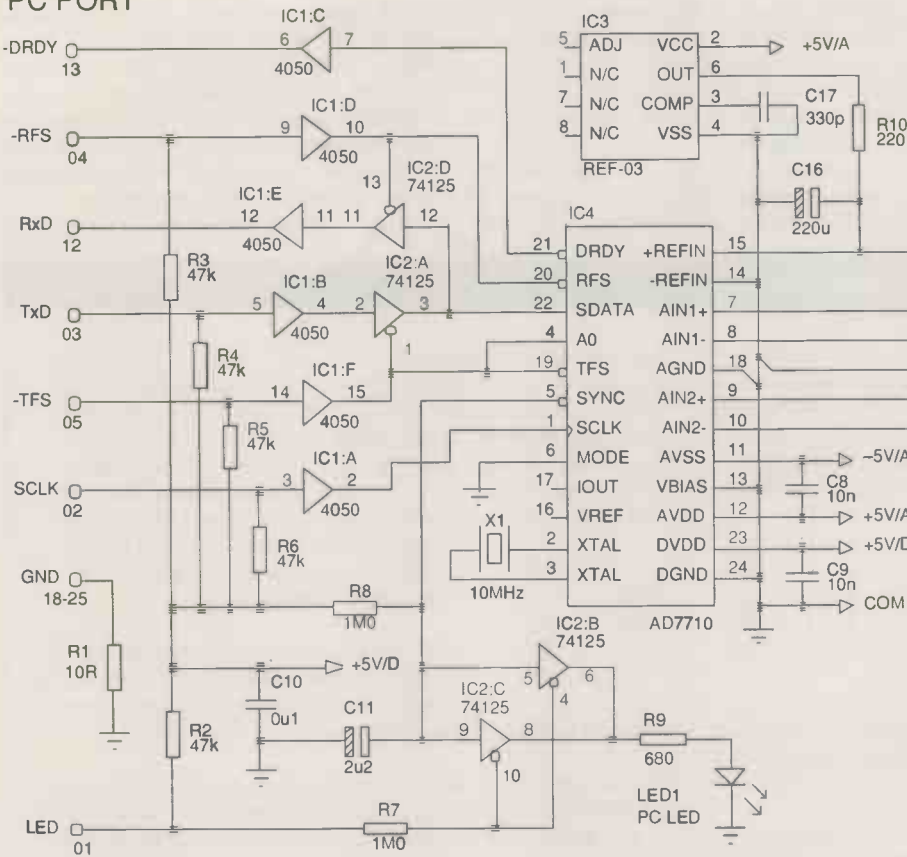 PC PORT
-DRDY
13
IC1:C
6
7
4050
-RFS
04
IC1:D
9
10
4050
RxD
12
IC1:E
12
11
4050
IC2:D
74125
13
11
12
R3
47k
TxD
03
IC1:B
5
4
4050
IC2:A
74125
2
3
1
R4
47k
-TFS
05
IC1:F
14
15
4050
R5
47k
SCLK
02
IC1:A
3
2
4050
R6
47k
GND
18-25
R1
10R
R8
1M0
+5V/D
C10
0u1
R2
47k
C11
2u2
IC2:C
74125
9
8
10
IC2:B
74125
5
6
4
R9
680
LED1
PC LED
R7
1M0
LED
01
IC3
5 ADJ VCC 2
+5V/A
1 N/C OUT 6
7 N/C COMP 3
8 N/C VSS 4
REF-03
C17
330p
R10
220
C16
220u
IC4
21 DRDY +REFIN 15
20 RFS -REFIN 14
22 SDATA AIN1+ 7
4 A0 AIN1- 8
19 TFS AGND 18
5 SYNC AIN2+ 9
1 SCLK AIN2- 10
6 MODE AVSS 11
17 IOUT VBIAS 13
16 VREF AVDD 12
2 XTAL DVDD 23
3 XTAL DGND 24
AD7710
X1
10MHz
-5V/A
C8
10n
+5V/A
+5V/D
C9
10n
COM